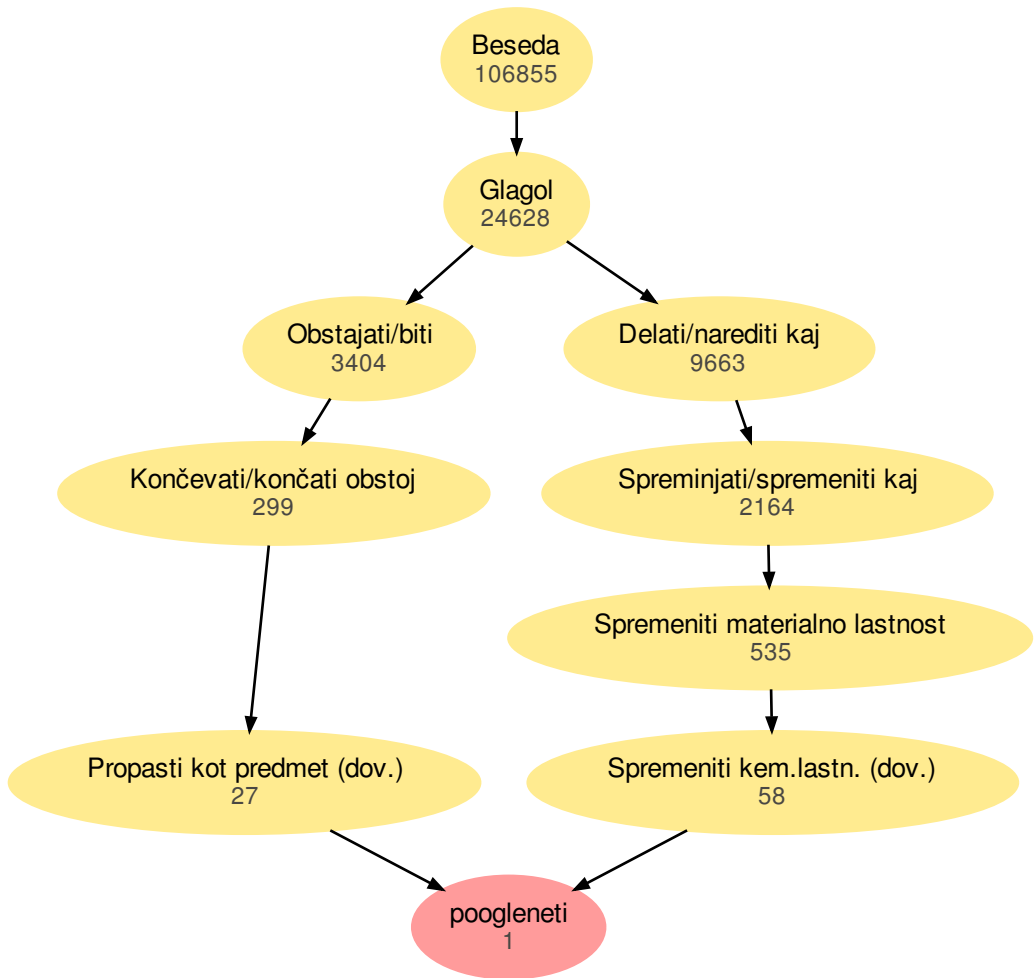 Beseda
106855
Glagol
24628
Obstajati/biti
3404
Delati/narediti kaj
9663
Končevati/končati obstoj
299
Spreminjati/spremeniti kaj
2164
Spremeniti materialno lastnost
535
Propasti kot predmet (dov.)
27
Spremeniti kem.lastn. (dov.)
58
poogleneti
1